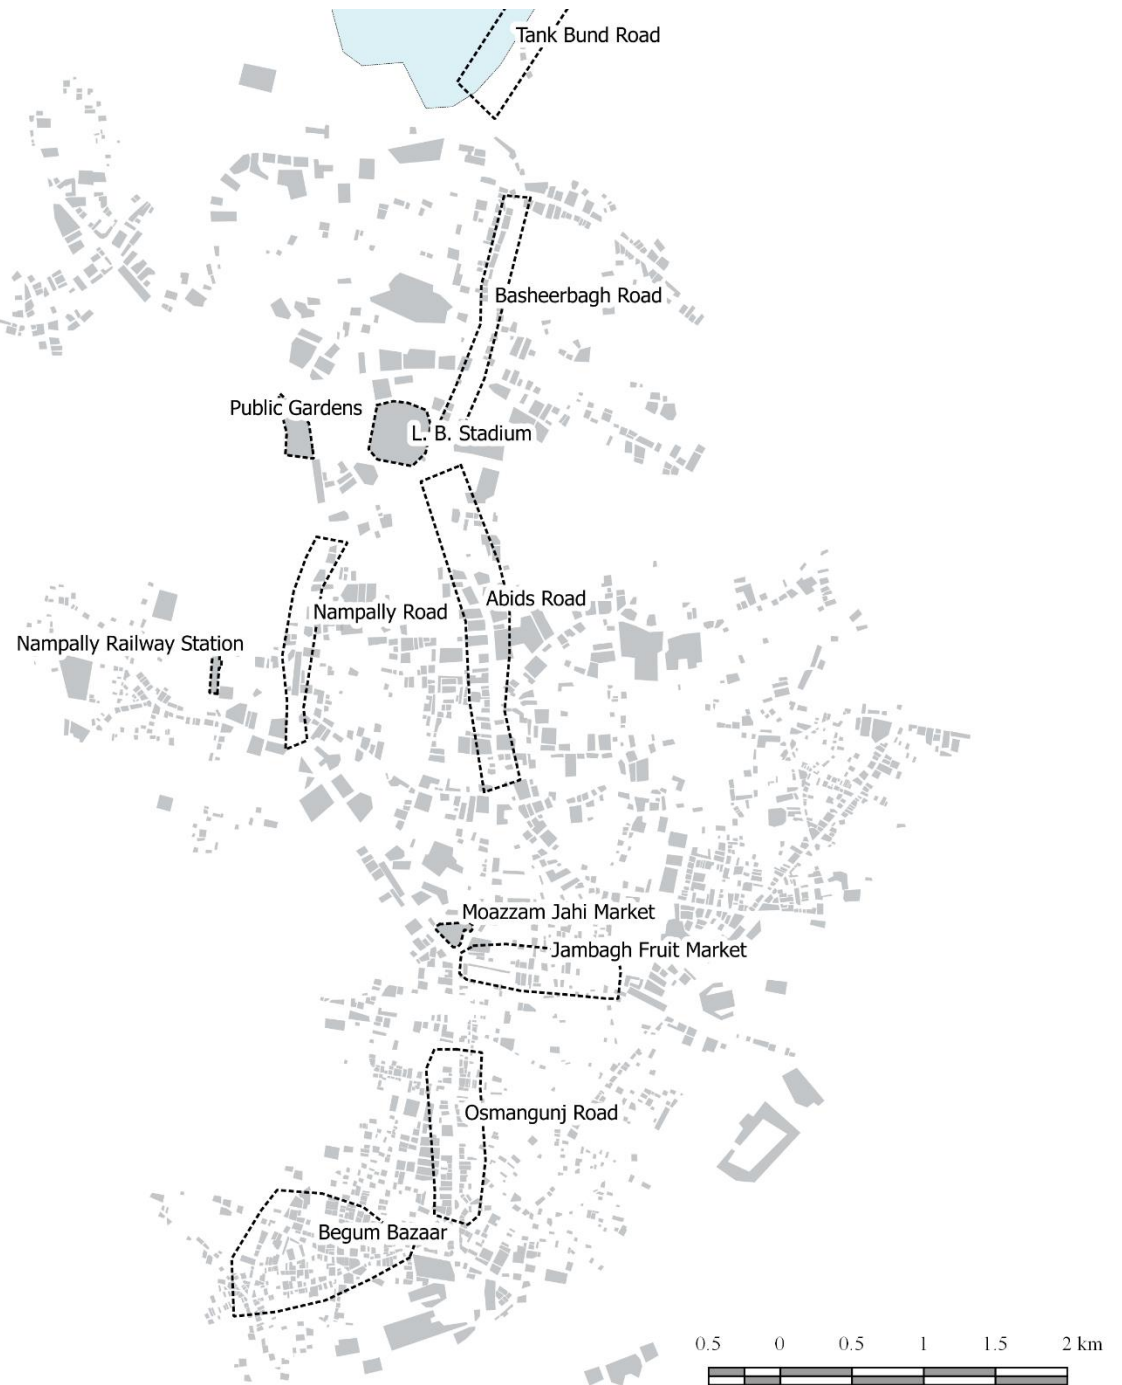 Tank Bund Road
Basheerbagh Road
Public Gardens
L. B. Stadium
Abids Road
Nampally Road
Nampally Railway Station
Moazzam Jahi Market
Jambagh Fruit Market
Osmangunj Road
Begum Bazaar
0.5 0 0.5 1 1.5 2 km